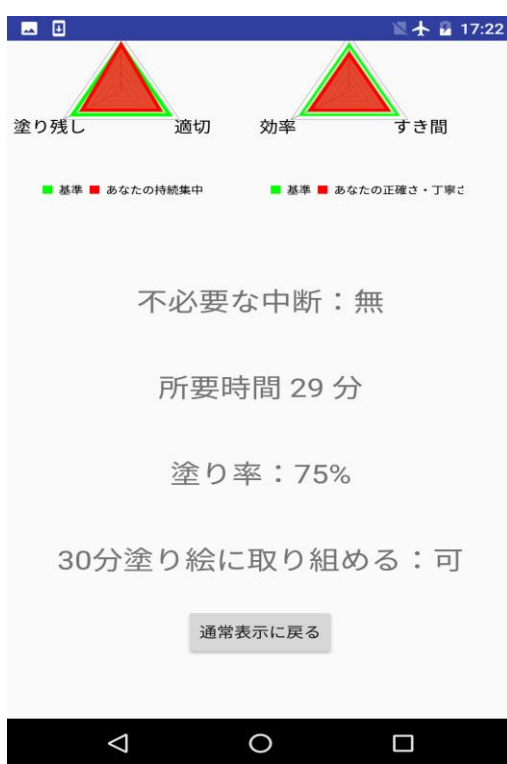 17:22
塗り残し 適切 効率 すき間
基準 あなたの持続集中 基準 あなたの正確さ・丁寧さ
不必要な中断：無
所要時間 29 分
塗り率：75%
30分塗り絵に取り組める：可
通常表示に戻る